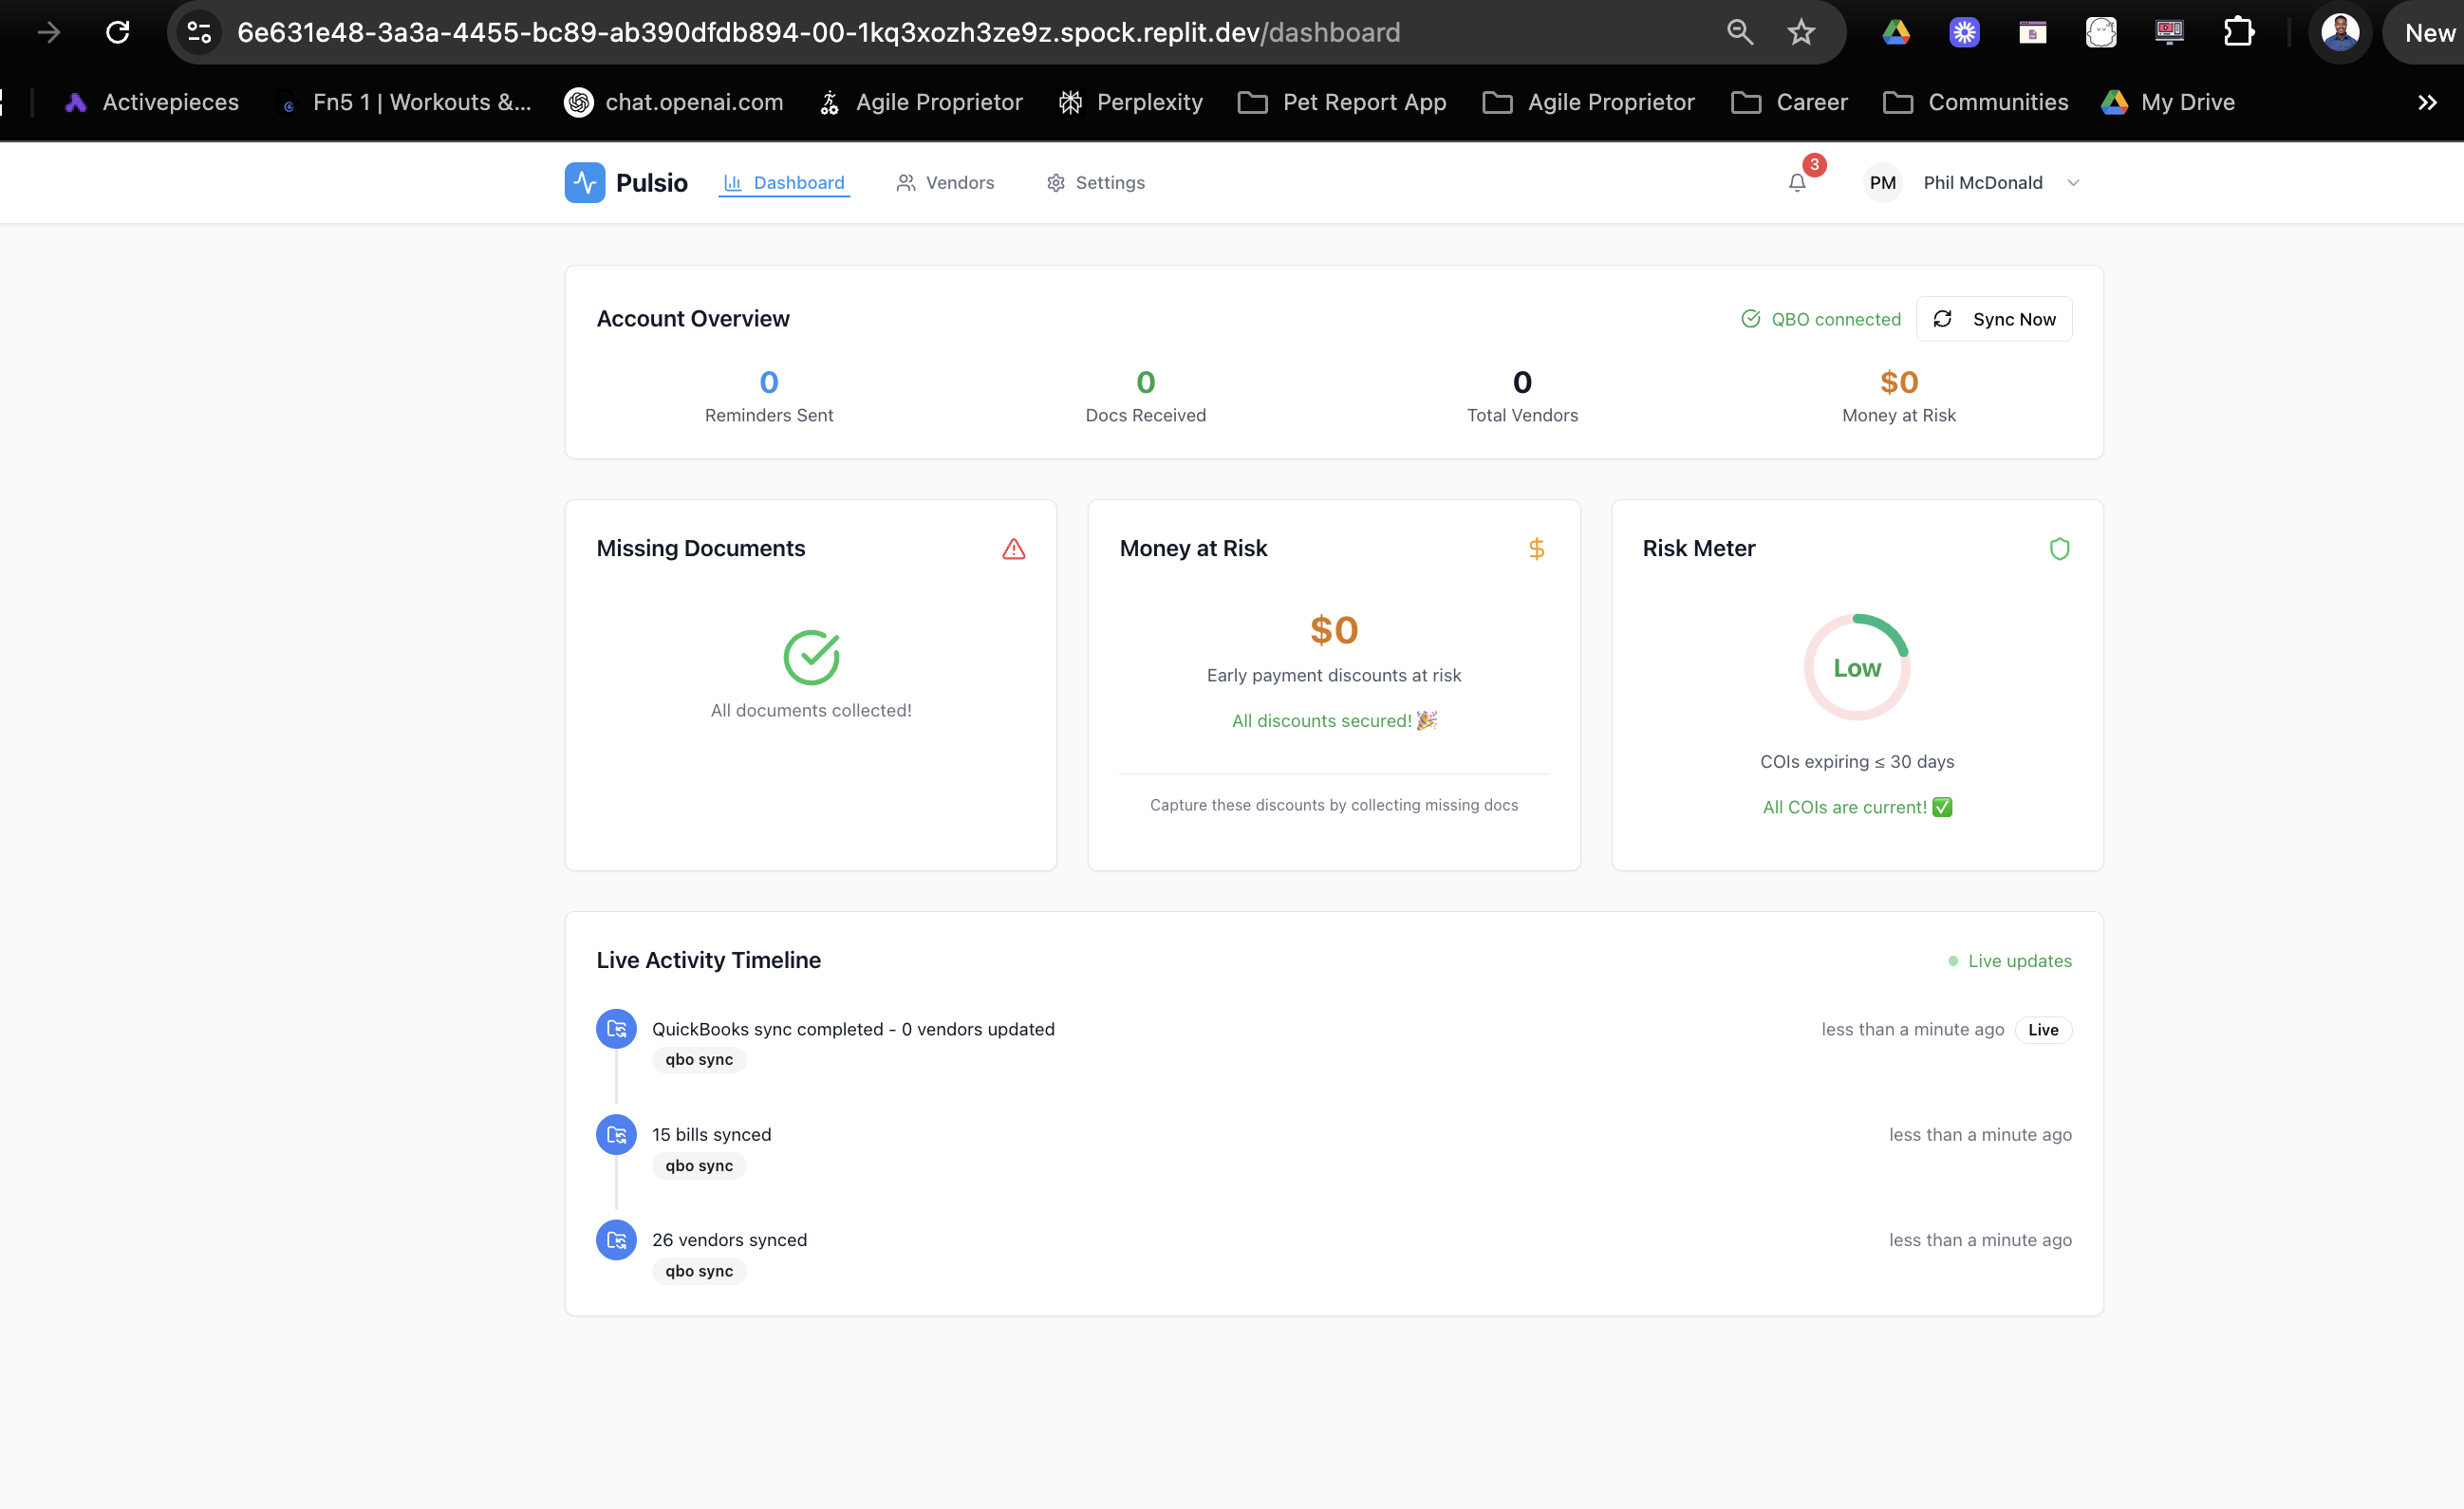 6e631e48-3a3a-4455-bc89-ab390dfdb894-00-1kq3xozh3ze9z.spock.replit.dev/dashboard
New
Activepieces
Fn5 1 | Workouts &...
chat.openai.com
Agile Proprietor
Perplexity
Pet Report App
Agile Proprietor
Career
Communities
My Drive
Pulsio
Dashboard
Vendors
Settings
3
PM
Phil McDonald
Account Overview
QBO connected
Sync Now
0
Reminders Sent
0
Docs Received
0
Total Vendors
$0
Money at Risk
Missing Documents
All documents collected!
Money at Risk
$0
Early payment discounts at risk
All discounts secured! 🎉
Capture these discounts by collecting missing docs
Risk Meter
Low
COIs expiring ≤ 30 days
All COIs are current! ✅
Live Activity Timeline
Live updates
QuickBooks sync completed - 0 vendors updated
less than a minute ago
Live
qbo sync
15 bills synced
less than a minute ago
qbo sync
26 vendors synced
less than a minute ago
qbo sync